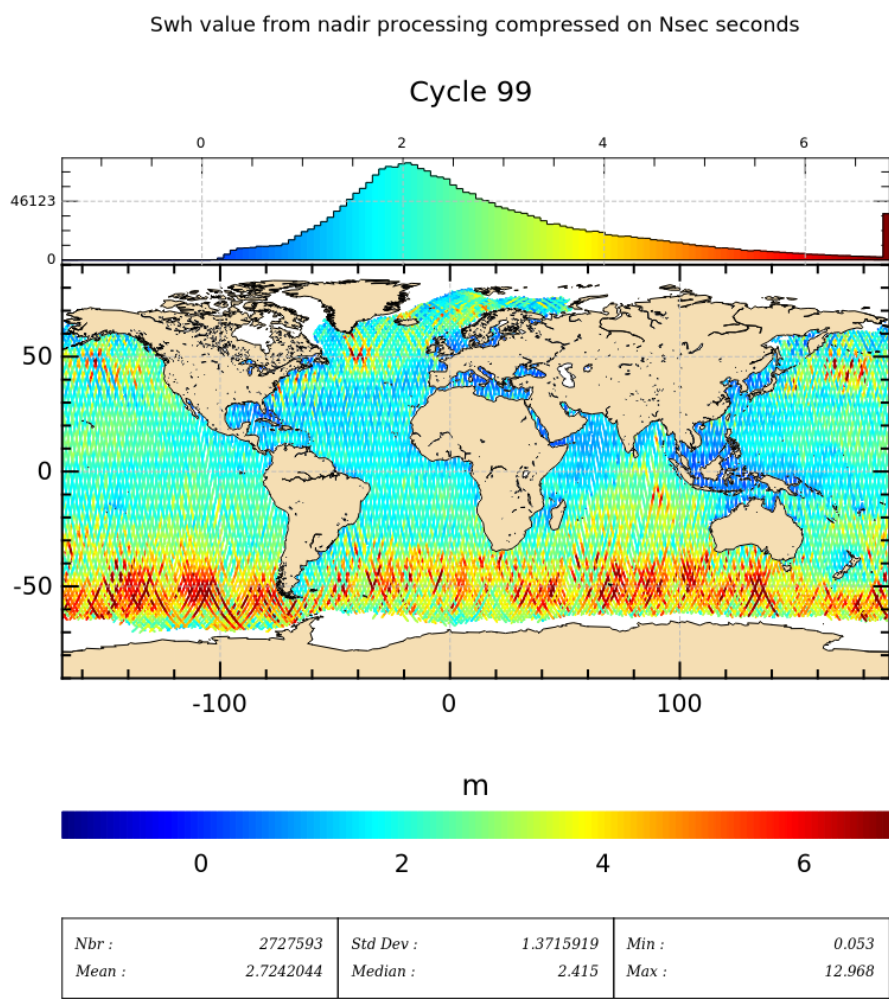 Swh value from nadir processing compressed on Nsec seconds
Cycle 99
0 2 4 6
46123
0
50
0
-50
-100 0 100
m
0 2 4 6
Nbr : 2727593 Std Dev : 1.3715919 Min : 0.053
Mean : 2.7242044 Median : 2.415 Max : 12.968